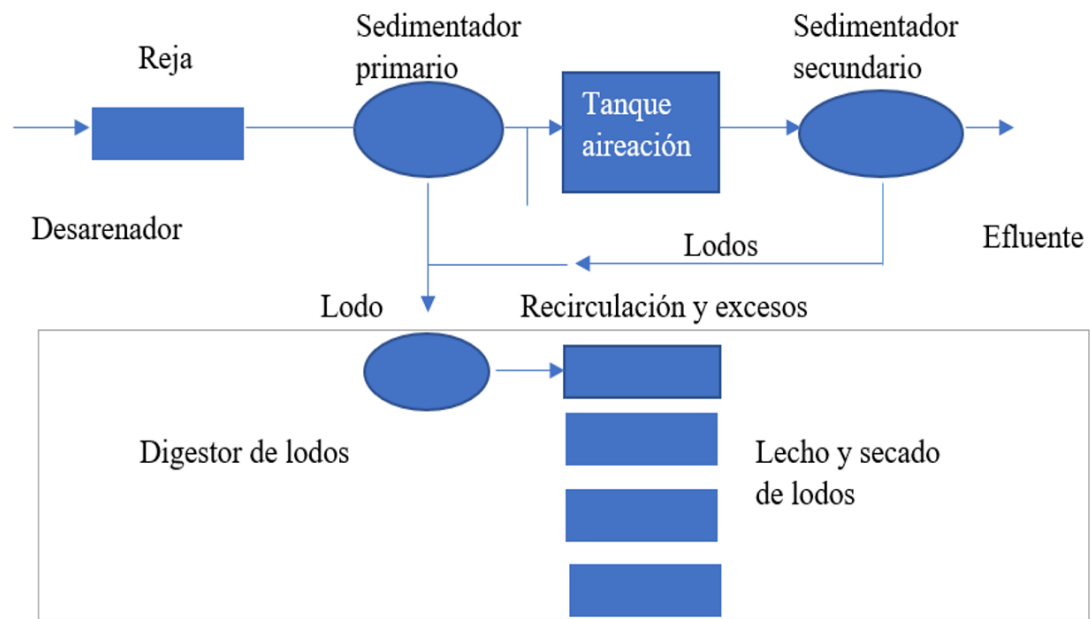 Reja
Sedimentador
primario
Sedimentador
secundario
Tanque
aireación
Desarenador
Lodos
Efluente
Lodo
Recirculación y excesos
Digestor de lodos
Lecho y secado
de lodos